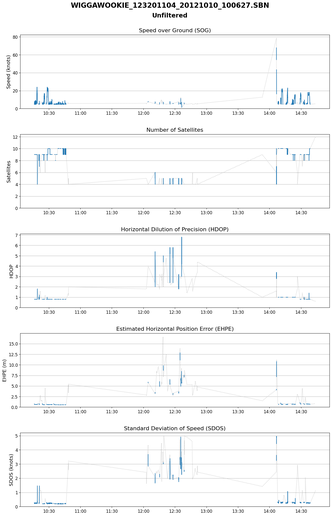 WIGGAWOOKIE_123201104_20121010_100627.SBN
Unfiltered
Speed over Ground (SOG)
Speed (knots)
80
60
40
20
0
10:30 11:00 11:30 12:00 12:30 13:00 13:30 14:00 14:30
Number of Satellites
Satellites
12
10
8
6
4
2
0
10:30 11:00 11:30 12:00 12:30 13:00 13:30 14:00 14:30
Horizontal Dilution of Precision (HDOP)
HDOP
7
6
5
4
3
2
1
0
10:30 11:00 11:30 12:00 12:30 13:00 13:30 14:00 14:30
Estimated Horizontal Position Error (EHPE)
EHPE (m)
15.0
12.5
10.0
7.5
5.0
2.5
0.0
10:30 11:00 11:30 12:00 12:30 13:00 13:30 14:00 14:30
Standard Deviation of Speed (SDOS)
SDOS (knots)
5
4
3
2
1
0
10:30 11:00 11:30 12:00 12:30 13:00 13:30 14:00 14:30